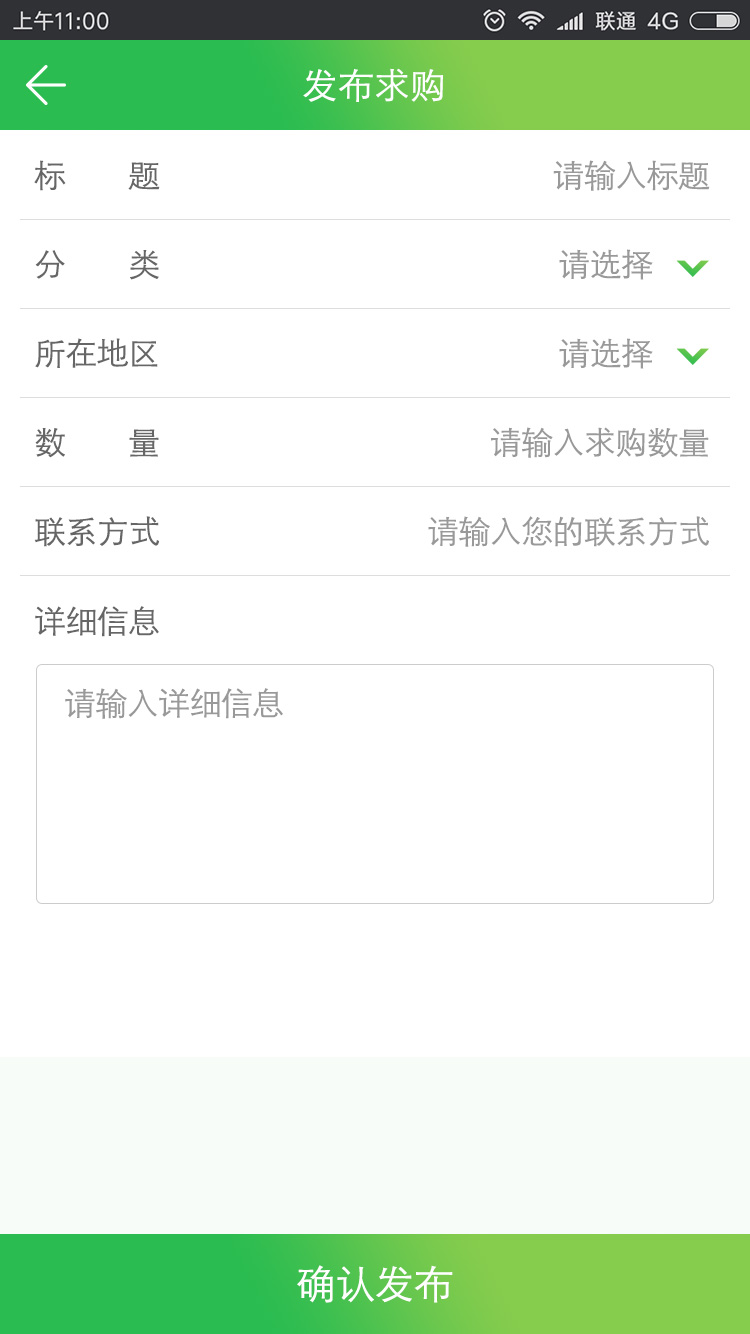 上午11:00 联通 4G
发布求购
标 题 请输入标题
分 类 请选择
所在地区 请选择
数 量 请输入求购数量
联系方式 请输入您的联系方式
详细信息
请输入详细信息
确认发布